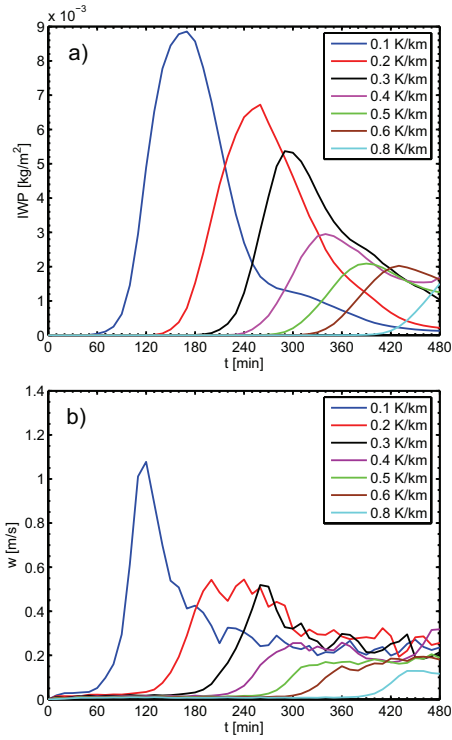 x 10⁻³
a)
IWP [kg/m²]
9
8
7
6
5
4
3
2
1
0
0.1 K/km
0.2 K/km
0.3 K/km
0.4 K/km
0.5 K/km
0.6 K/km
0.8 K/km
0 60 120 180 240 300 360 420 480
t [min]
b)
w [m/s]
1.4
1.2
1
0.8
0.6
0.4
0.2
0
0.1 K/km
0.2 K/km
0.3 K/km
0.4 K/km
0.5 K/km
0.6 K/km
0.8 K/km
0 60 120 180 240 300 360 420 480
t [min]